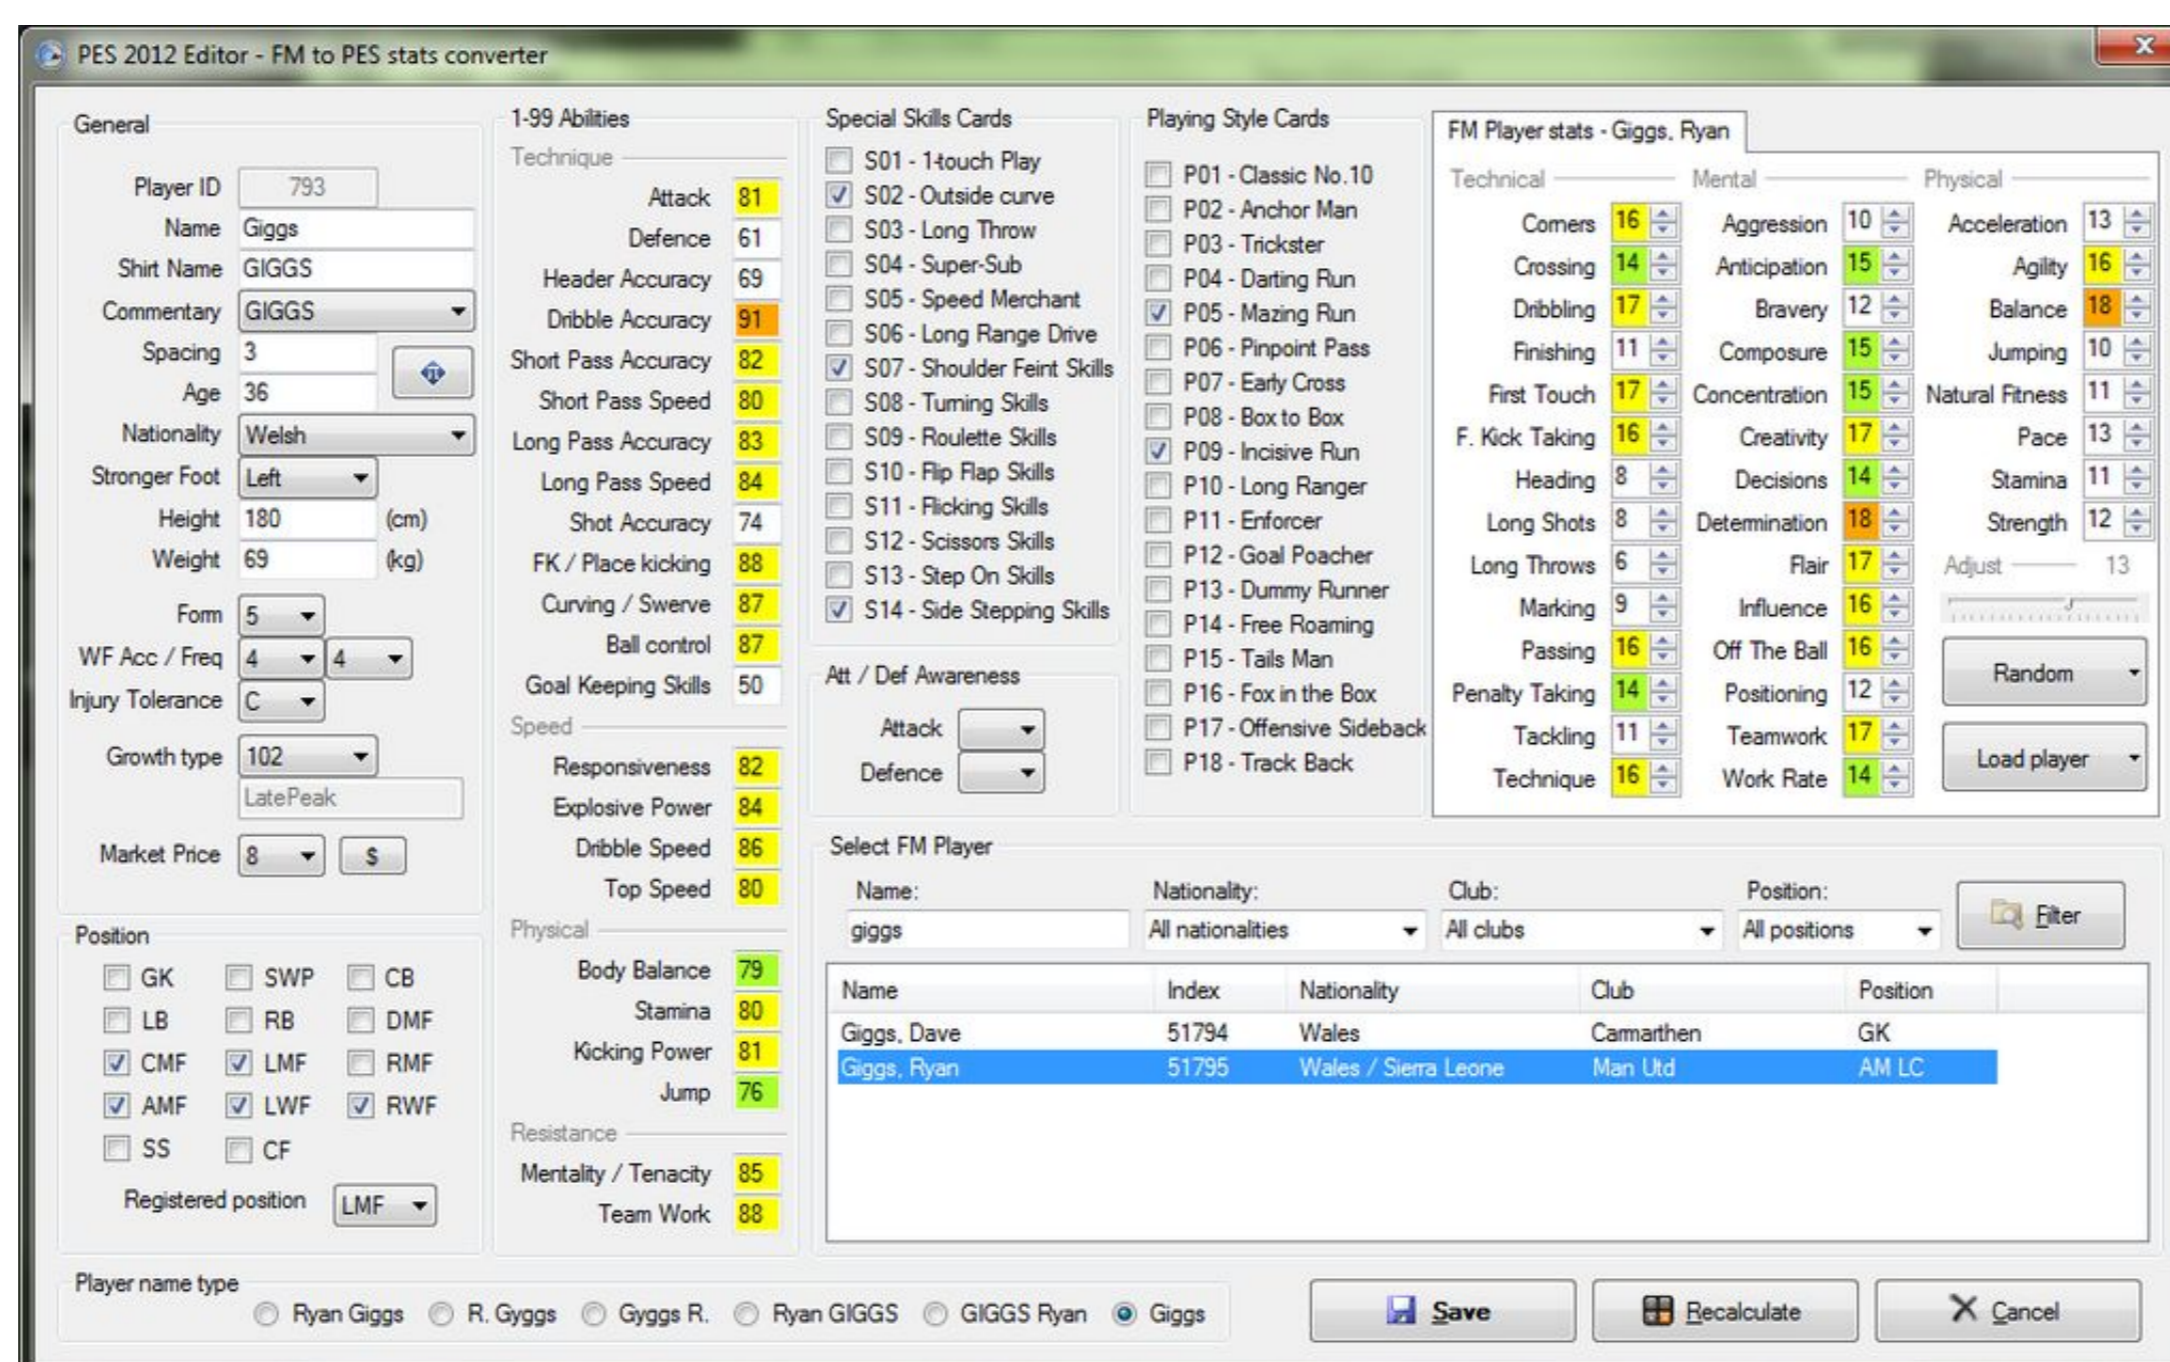 PES 2012 Editor - FM to PES stats converter
General
Player ID 793
Name Giggs
Shirt Name GIGGS
Commentary GIGGS
Spacing 3
Age 36
Nationality Welsh
Stronger Foot Left
Height 180 (cm)
Weight 69 (kg)
Form 5
WF Acc / Freq 4 4
Injury Tolerance C
Growth type 102
LatePeak
Market Price 8 $
Position
GK SWP CB
LB RB DMF
CMF LMF RMF
AMF LWF RWF
SS CF
Registered position LMF
1-99 Abilities
Technique
Attack 81
Defence 61
Header Accuracy 69
Dribble Accuracy 91
Short Pass Accuracy 82
Short Pass Speed 80
Long Pass Accuracy 83
Long Pass Speed 84
Shot Accuracy 74
FK / Place kicking 88
Curving / Swerve 87
Ball control 87
Goal Keeping Skills 50
Speed
Responsiveness 82
Explosive Power 84
Dribble Speed 86
Top Speed 80
Physical
Body Balance 79
Stamina 80
Kicking Power 81
Jump 76
Resistance
Mentality / Tenacity 85
Team Work 88
Special Skills Cards
S01 - 1-touch Play
S02 - Outside curve
S03 - Long Throw
S04 - Super-Sub
S05 - Speed Merchant
S06 - Long Range Drive
S07 - Shoulder Feint Skills
S08 - Turning Skills
S09 - Roulette Skills
S10 - Flip Flap Skills
S11 - Flicking Skills
S12 - Scissors Skills
S13 - Step On Skills
S14 - Side Stepping Skills
Att / Def Awareness
Attack
Defence
Playing Style Cards
P01 - Classic No.10
P02 - Anchor Man
P03 - Trickster
P04 - Darting Run
P05 - Mazing Run
P06 - Pinpoint Pass
P07 - Early Cross
P08 - Box to Box
P09 - Incisive Run
P10 - Long Ranger
P11 - Enforcer
P12 - Goal Poacher
P13 - Dummy Runner
P14 - Free Roaming
P15 - Tails Man
P16 - Fox in the Box
P17 - Offensive Sideback
P18 - Track Back
FM Player stats - Giggs, Ryan
Technical Mental Physical
Corners 16 Aggression 10 Acceleration 13
Crossing 14 Anticipation 15 Agility 16
Dribbling 17 Bravery 12 Balance 18
Finishing 11 Composure 15 Jumping 10
First Touch 17 Concentration 15 Natural Fitness 11
F. Kick Taking 16 Creativity 17 Pace 13
Heading 8 Decisions 14 Stamina 11
Long Shots 8 Determination 18 Strength 12
Long Throws 6 Flair 17 Adjust 13
Marking 9 Influence 16
Passing 16 Off The Ball 16 Random
Penalty Taking 14 Positioning 12
Tackling 11 Teamwork 17 Load player
Technique 16 Work Rate 14
Select FM Player
Name: Nationality: Club: Position:
giggs All nationalities All clubs All positions Filter
Name Index Nationality Club Position
Giggs, Dave 51794 Wales Carmarthen GK
Giggs, Ryan 51795 Wales / Sierra Leone Man Utd AM LC
Player name type
Ryan Giggs R. Gyggs Gyggs R. Ryan GIGGS GIGGS Ryan Giggs
Save Recalculate Cancel